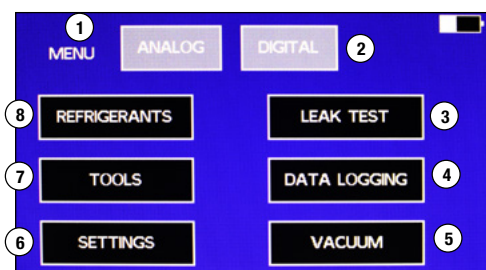 1
MENU ANALOG DIGITAL 2
8 REFRIGERANTS LEAK TEST 3
7 TOOLS DATA LOGGING 4
6 SETTINGS VACUUM 5